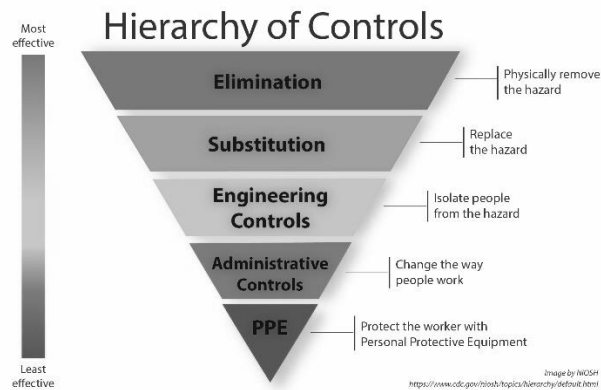 Hierarchy of Controls
Most
effective
Elimination
Physically remove
the hazard
Substitution
Replace
the hazard
Engineering
Controls
Isolate people
from the hazard
Administrative
Controls
Change the way
people work
PPE
Protect the worker with
Personal Protective Equipment
Least
effective
Image by NIOSH
https://www.cdc.gov/niosh/topics/hierarchy/default.html